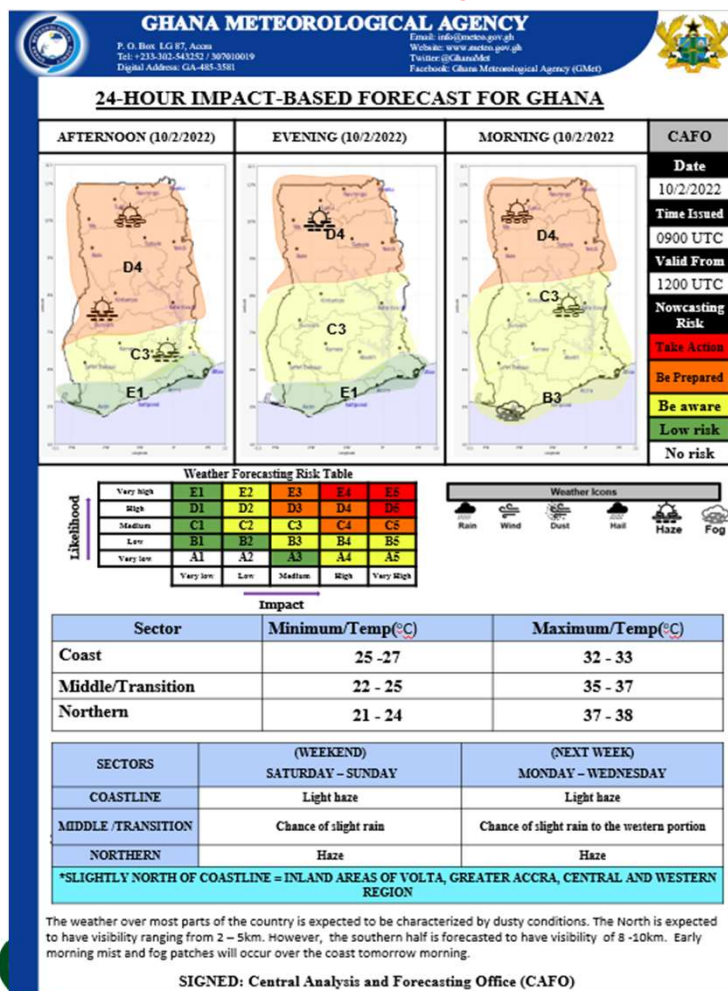 GHANA METEOROLOGICAL AGENCY
P. O. Box LG 87, Accra
Tel: +233-302-543252 / 307010019
Digital Address: GA-485-3581
Email: info@meteo.gov.gh
Website: www.meteo.gov.gh
Twitter:@GhanaMet
Facebook: Ghana Meteorological Agency (GMet)
24-HOUR IMPACT-BASED FORECAST FOR GHANA
AFTERNOON (10/2/2022)
EVENING (10/2/2022)
MORNING (10/2/2022
CAFO
D4
C3
E1
D4
C3
E1
D4
C3
B3
Date
10/2/2022
Time Issued
0900 UTC
Valid From
1200 UTC
Nowcasting
Risk
Take Action
Be Prepared
Be aware
Low risk
No risk
Weather Forecasting Risk Table
Likelihood
Very high E1 E2 E3 E4 E5
High D1 D2 D3 D4 D5
Medium C1 C2 C3 C4 C5
Low B1 B2 B3 B4 B5
Very low A1 A2 A3 A4 A5
Very low Low Medium High Very High
Impact
Weather Icons
Rain Wind Dust Hail Haze Fog
Sector Minimum/Temp(°C) Maximum/Temp(°C)
Coast 25 -27 32 - 33
Middle/Transition 22 - 25 35 - 37
Northern 21 - 24 37 - 38
SECTORS
(WEEKEND)
SATURDAY – SUNDAY
(NEXT WEEK)
MONDAY – WEDNESDAY
COASTLINE Light haze Light haze
MIDDLE /TRANSITION Chance of slight rain Chance of slight rain to the western portion
NORTHERN Haze Haze
*SLIGHTLY NORTH OF COASTLINE = INLAND AREAS OF VOLTA, GREATER ACCRA, CENTRAL AND WESTERN
REGION
The weather over most parts of the country is expected to be characterized by dusty conditions. The North is expected
to have visibility ranging from 2 – 5km. However, the southern half is forecasted to have visibility of 8 -10km. Early
morning mist and fog patches will occur over the coast tomorrow morning.
SIGNED: Central Analysis and Forecasting Office (CAFO)